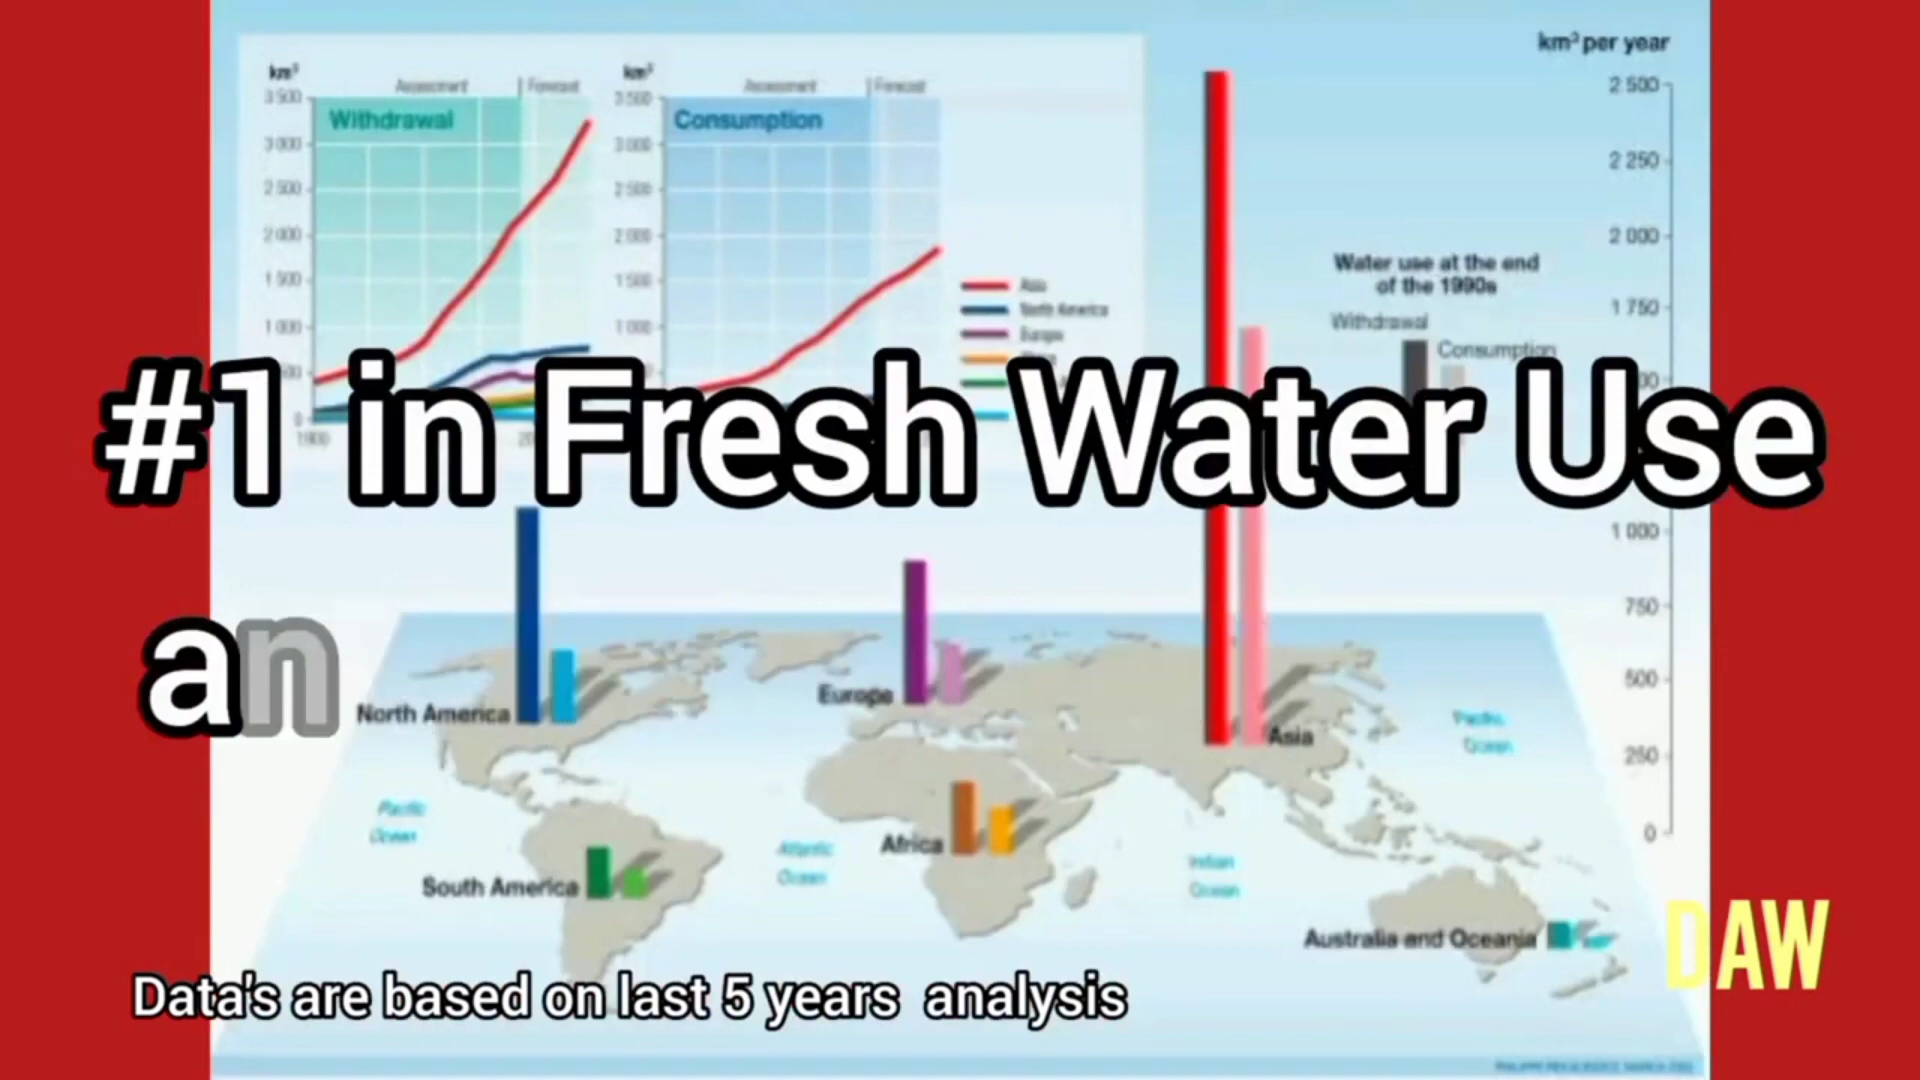 km³ per year
km³
Assessment
Forecast
km³
Assessment
Forecast
3 500
3 000
2 500
2 000
1 500
1 000
0
1900
Withdrawal
3 500
3 000
2 500
2 000
1 500
1 000
Consumption
Asia
North America
Europe
2 500
2 250
2 000
1 750
1 000
750
500
250
0
Water use at the end
of the 1990s
Withdrawal
Consumption
#1 in Fresh Water Use
an
North America
Europe
Asia
Pacific
Ocean
Pacific
Ocean
South America
Atlantic
Ocean
Africa
Indian
Ocean
Australia and Oceania
DAW
Data's are based on last 5 years analysis